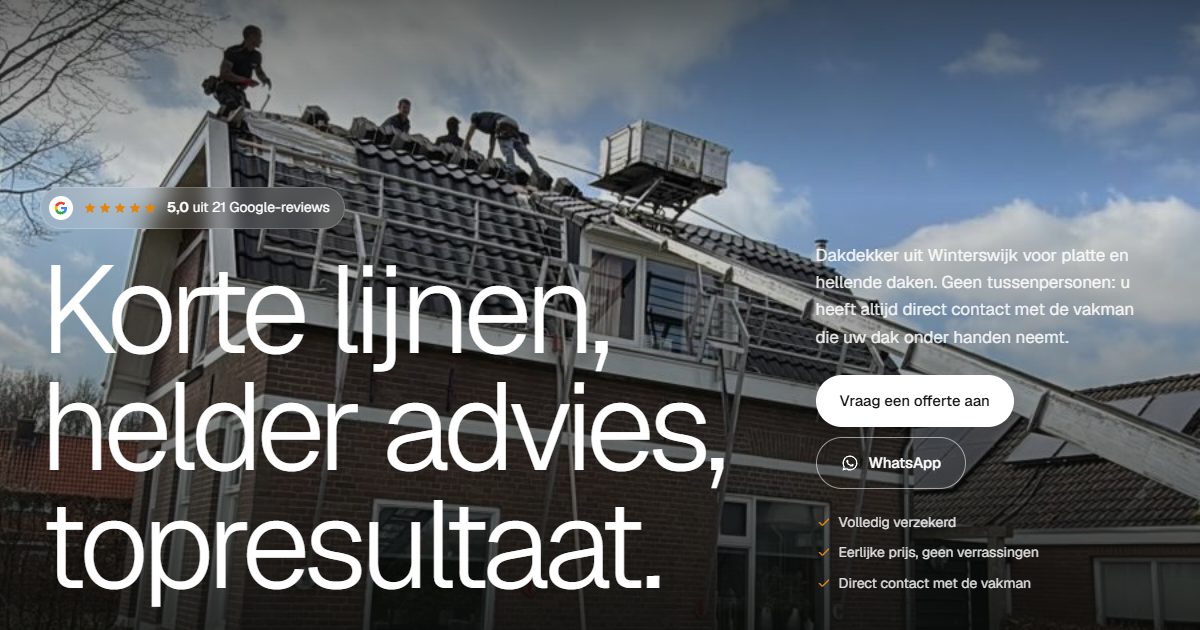 5,0 uit 21 Google-reviews
Korte lijnen,
helder advies,
topresultaat.
Dakdekker uit Winterswijk voor platte en
hellende daken. Geen tussenpersonen: u
heeft altijd direct contact met de vakman
die uw dak onder handen neemt.
Vraag een offerte aan
WhatsApp
Volledig verzekerd
Eerlijke prijs, geen verrassingen
Direct contact met de vakman